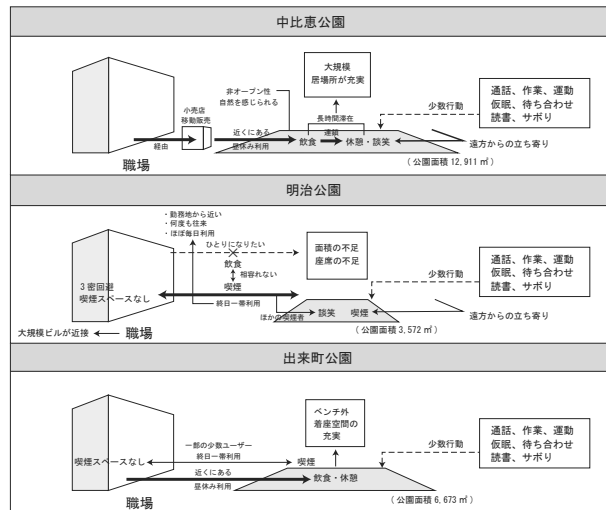 中比恵公園
大規模
居場所が充実
非オープン性
自然を感じられる
小売店
移動販売
長時間滞在
連鎖
少数行動
通話、作業、運動
仮眠、待ち合わせ
読書、サボり
経由
近くにある
昼休み利用
飲食
休憩・談笑
遠方からの立ち寄り
職場
(公園面積 12,911 ㎡)
明治公園
・勤務地から近い
・何度も往来
・ほぼ毎日利用
ひとりになりたい
飲食
相容れない
喫煙
面積の不足
座席の不足
少数行動
通話、作業、運動
仮眠、待ち合わせ
読書、サボり
3密回避
喫煙スペースなし
終日一帯利用
ほかの喫煙者
談笑
喫煙
遠方からの立ち寄り
大規模ビルが近接
職場
(公園面積 3,572 ㎡)
出来町公園
ベンチ外
着座空間の
充実
一部の少数ユーザー
終日一帯利用
喫煙スペースなし
喫煙
少数行動
通話、作業、運動
仮眠、待ち合わせ
読書、サボり
近くにある
昼休み利用
飲食・休憩
職場
(公園面積 6,673 ㎡)